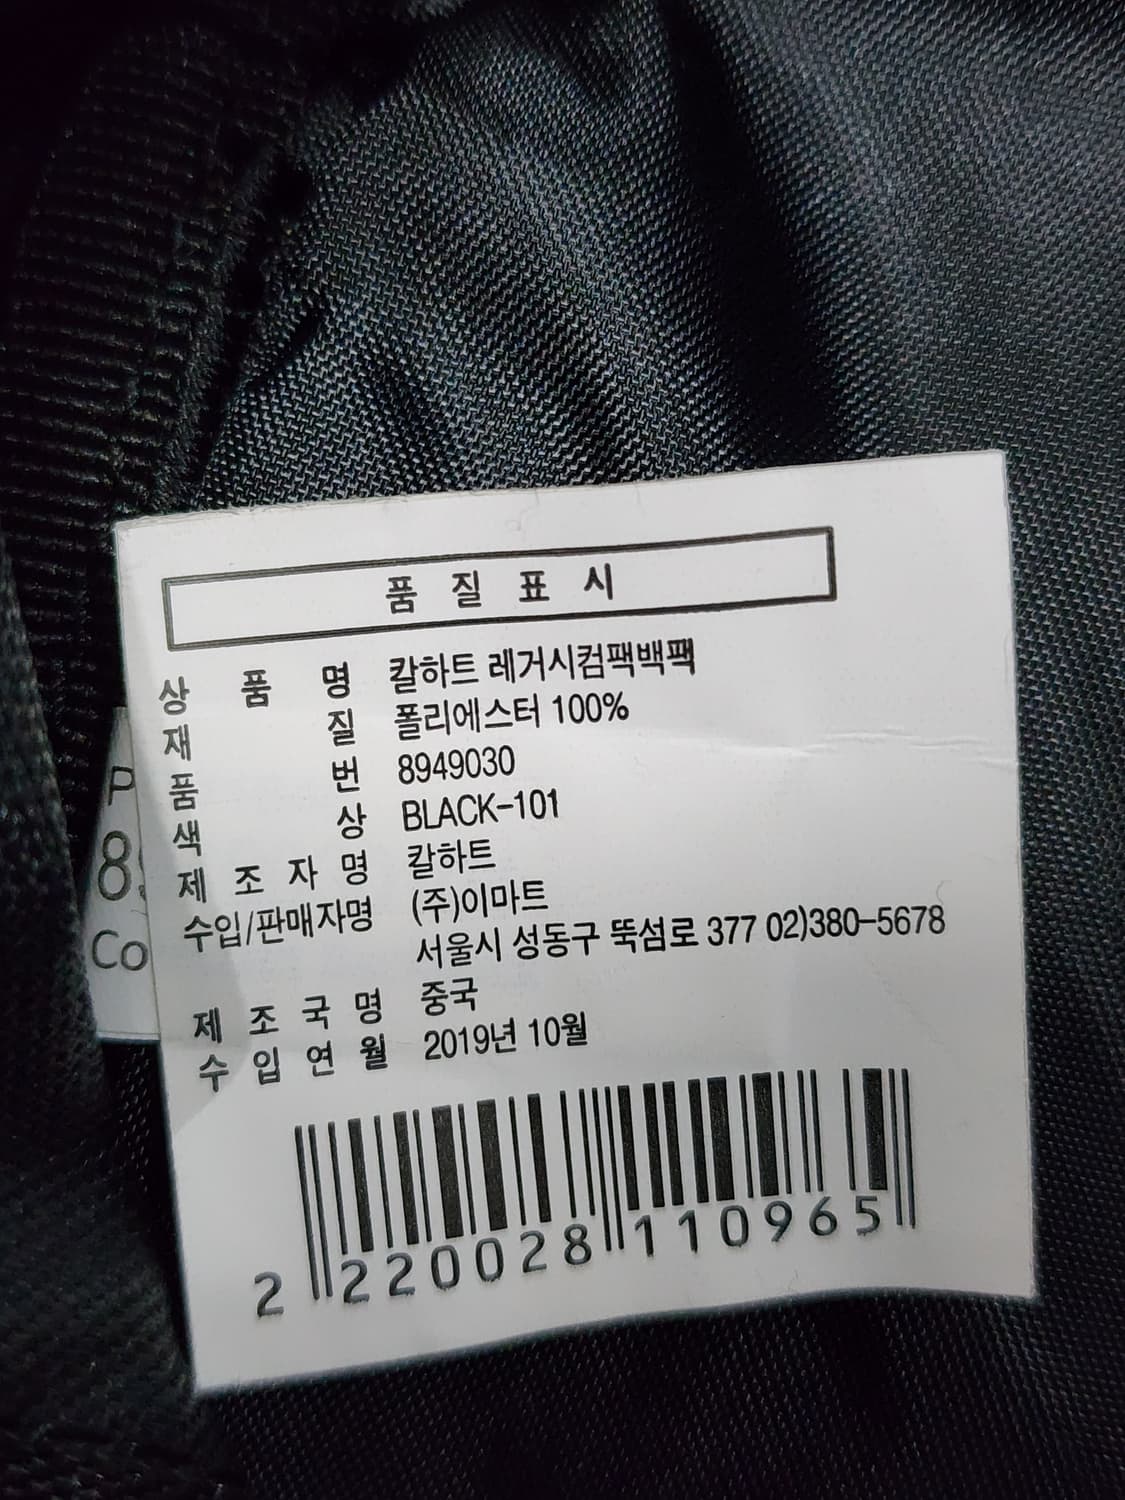 품 질 표 시
상 품 명 칼하트 레거시컴팩백팩
재 질 폴리에스터 100%
품 번 8949030
색 상 BLACK-101
제 조 자 명 칼하트
수입/판매자명 (주)이마트
서울시 성동구 뚝섬로 377 02)380-5678
제 조 국 명 중국
수 입 연 월 2019년 10월
2 220028 110965
P
8
Co